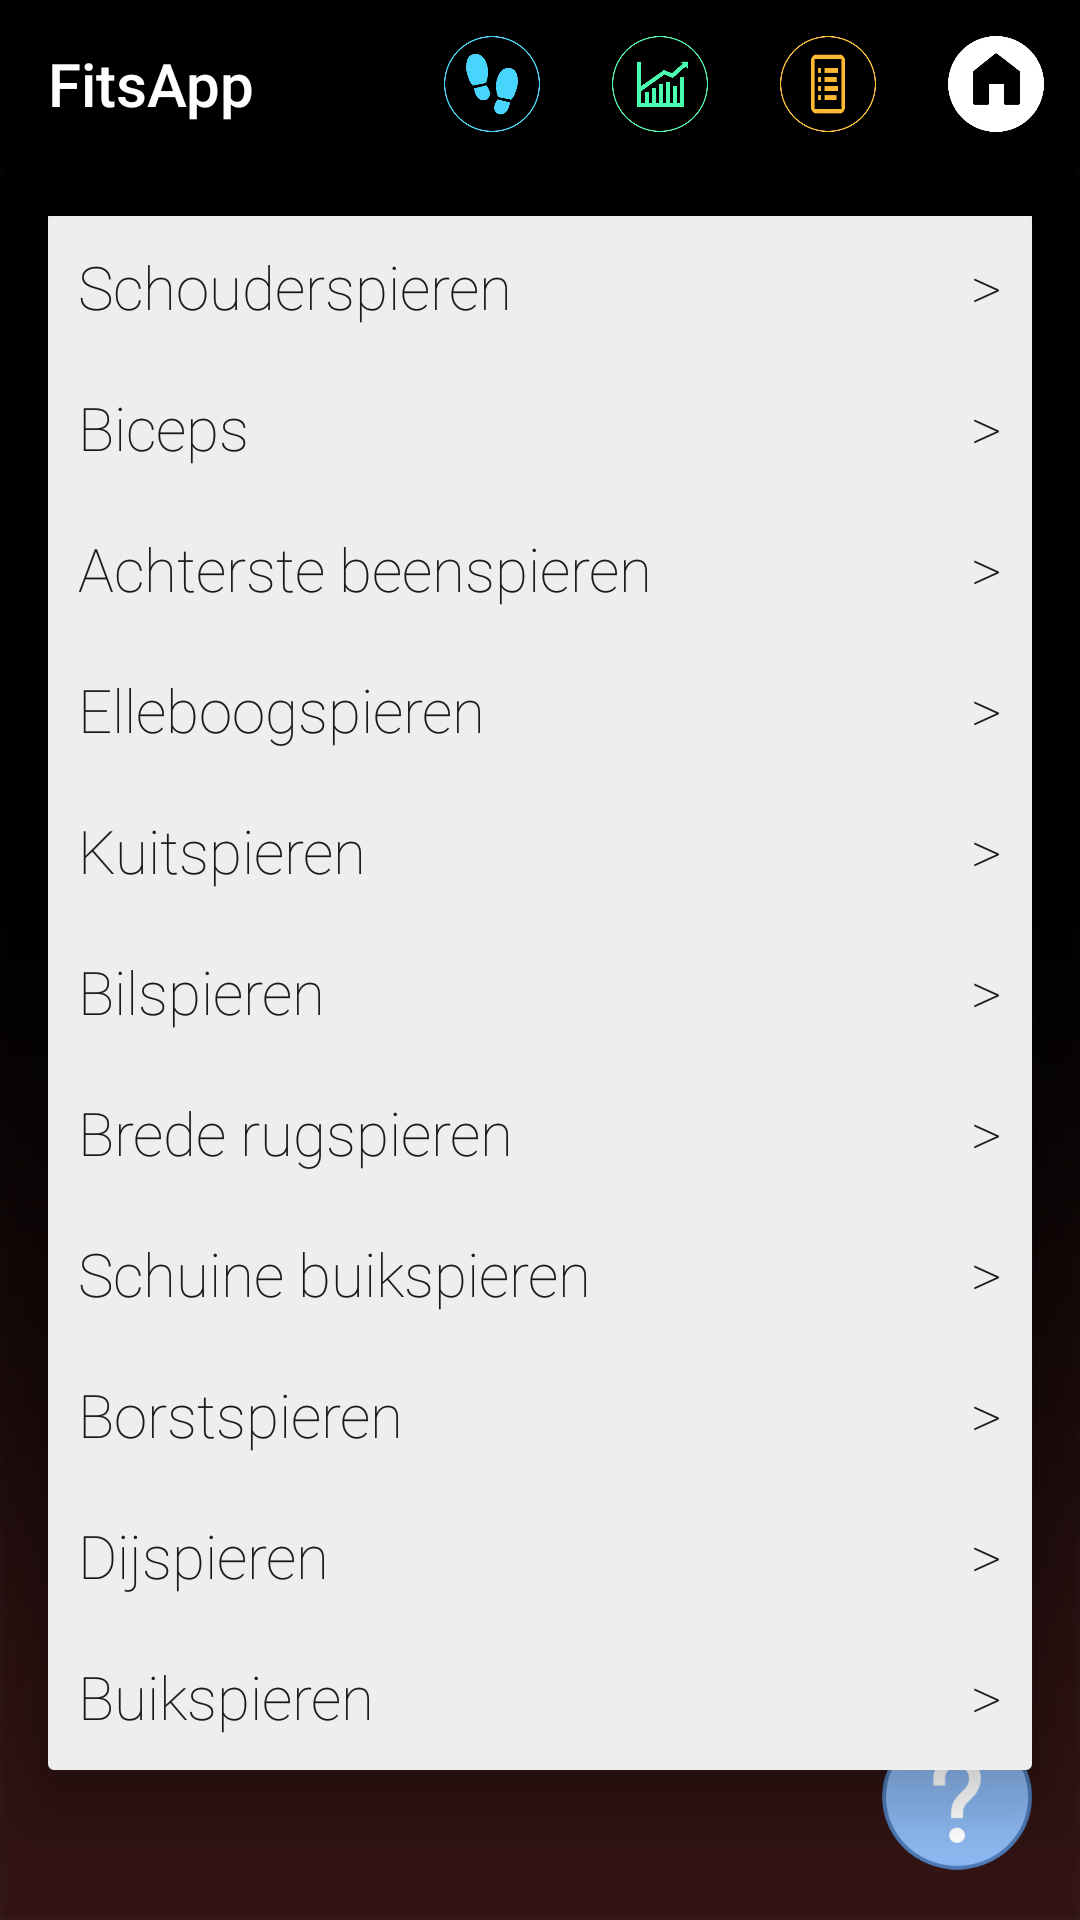 FitsApp
Schouderspieren >
Biceps >
Achterste beenspieren >
Elleboogspieren >
Kuitspieren >
Bilspieren >
Brede rugspieren >
Schuine buikspieren >
Borstspieren >
Dijspieren >
Buikspieren >
?